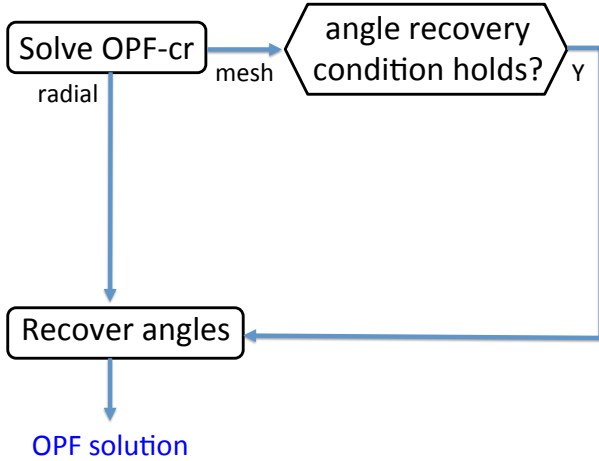 Solve OPF-cr
radial
mesh
angle recovery
condition holds?
Y
Recover angles
OPF solution